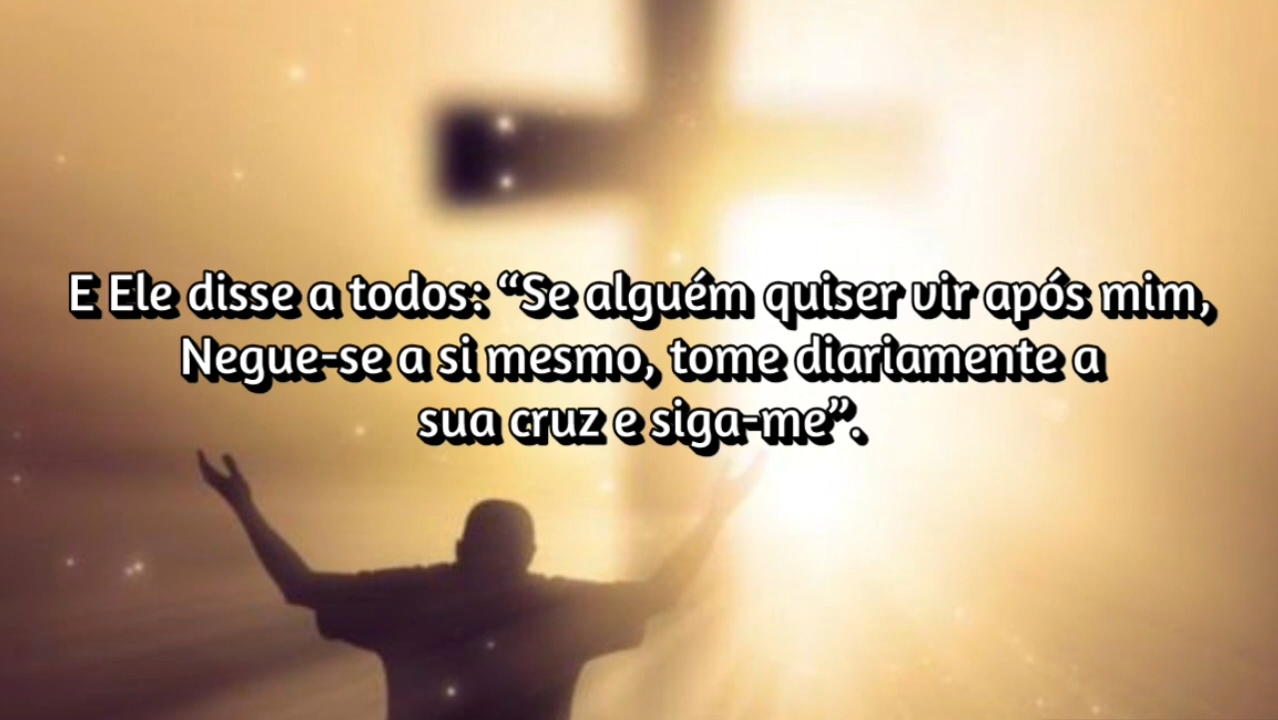 E Ele disse a todos: “Se alguém quiser vir após mim,
Negue-se a si mesmo, tome diariamente a
sua cruz e siga-me”.